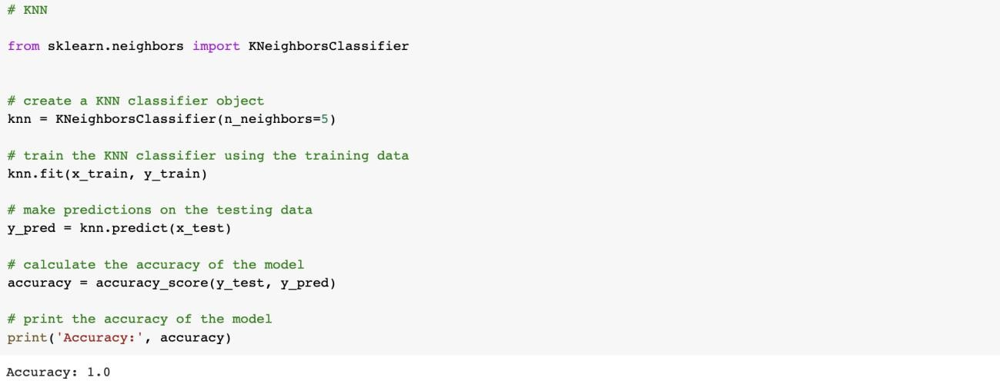 # KNN
from sklearn.neighbors import KNeighborsClassifier
# create a KNN classifier object
knn = KNeighborsClassifier(n_neighbors=5)
# train the KNN classifier using the training data
knn.fit(x_train, y_train)
# make predictions on the testing data
y_pred = knn.predict(x_test)
# calculate the accuracy of the model
accuracy = accuracy_score(y_test, y_pred)
# print the accuracy of the model
print('Accuracy:', accuracy)
Accuracy: 1.0